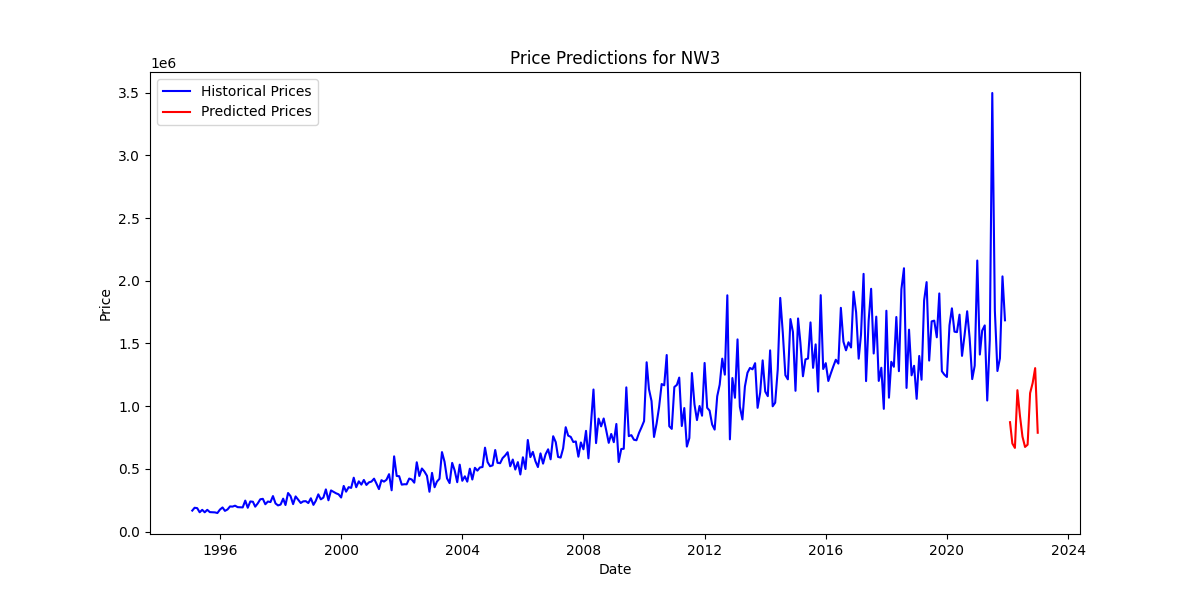 Price Predictions for NW3
1e6
Historical Prices
Predicted Prices
3.5
3.0
2.5
2.0
1.5
1.0
0.5
0.0
Price
1996 2000 2004 2008 2012 2016 2020 2024
Date